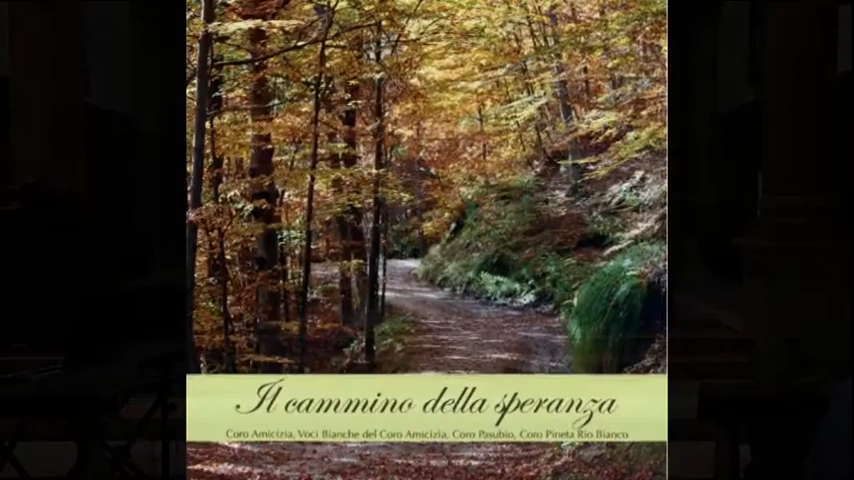 Il cammino della speranza
Coro Amicizia, Voci Bianche del Coro Amicizia, Coro Pasubio, Coro Pineta Rio Bianco